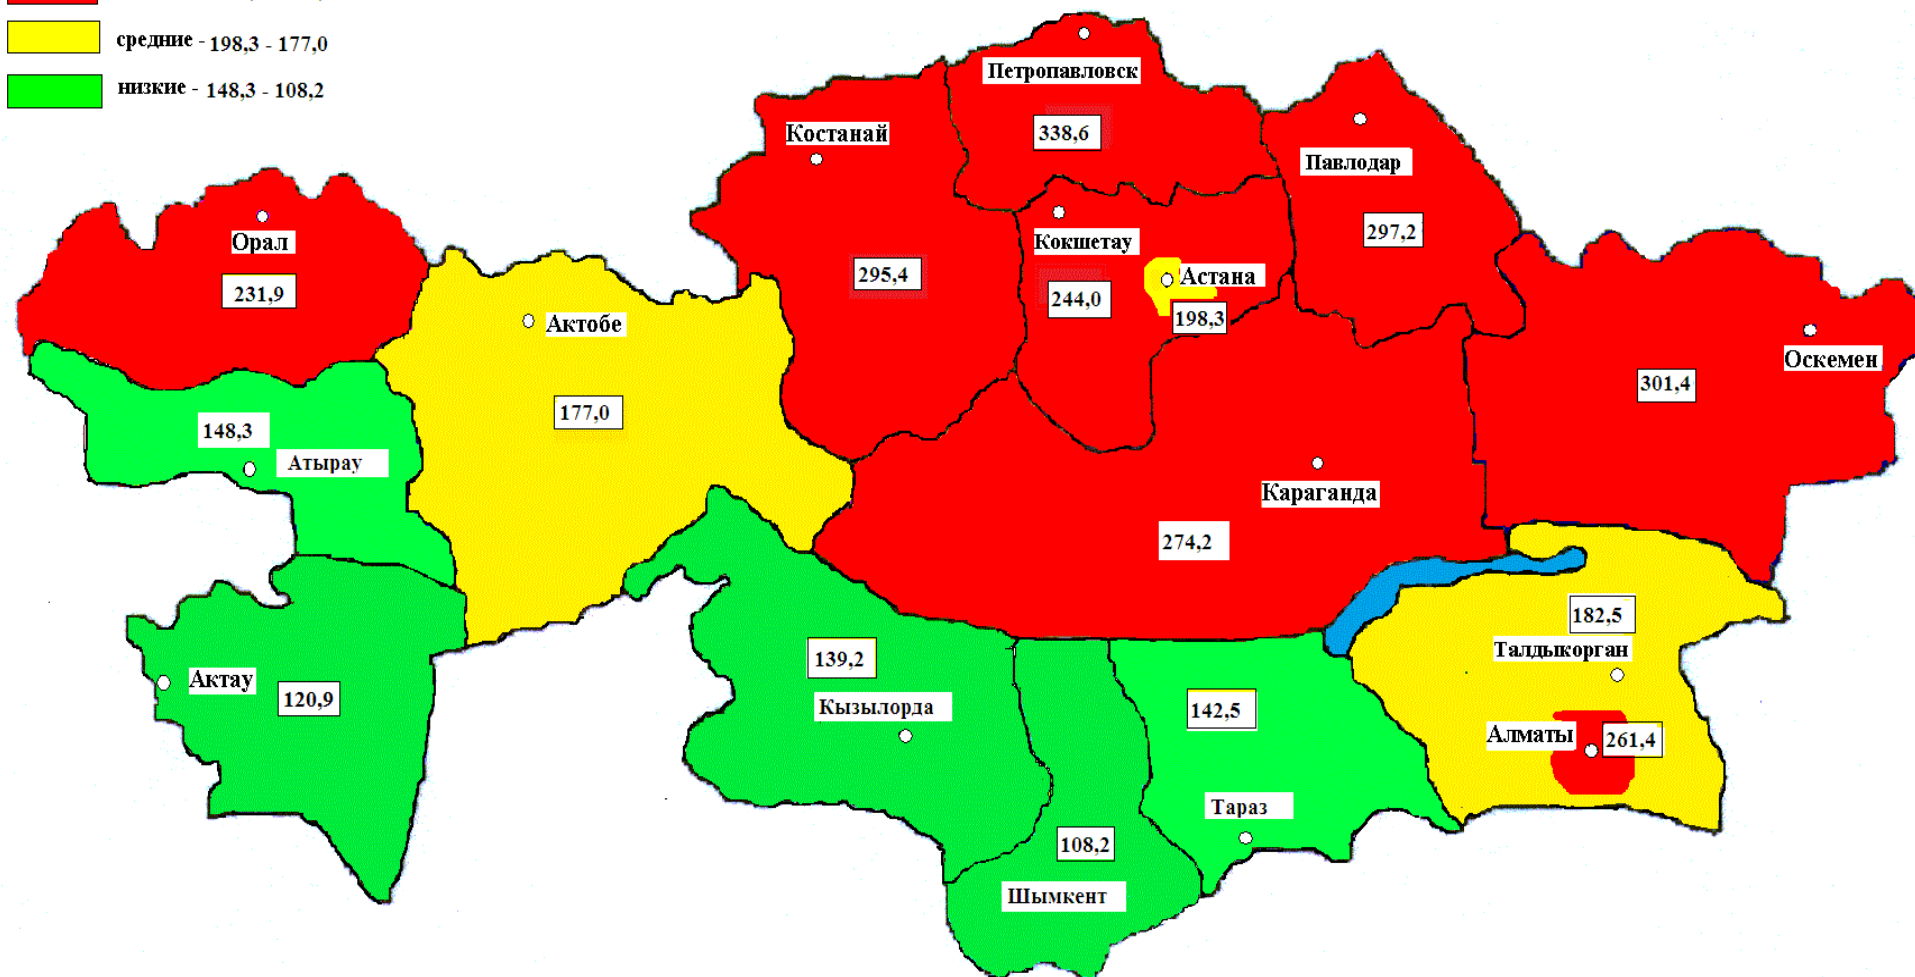 средние - 198,3 - 177,0
низкие - 148,3 - 108,2
Петропавловск
338,6
Костанай
295,4
Павлодар
297,2
Кокшетау
244,0
Астана
198,3
Орал
231,9
Актобе
177,0
Оскемен
301,4
148,3
Атырау
Караганда
274,2
182,5
Талдыкорган
Алматы
261,4
Актау
120,9
139,2
Кызылорда
142,5
Тараз
108,2
Шымкент